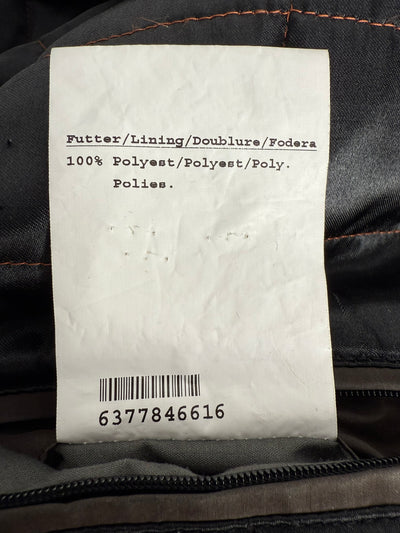 Futter/Lining/Doublure/Fodera
100% Polyest/Polyest/Poly.
Polies.
6377846616